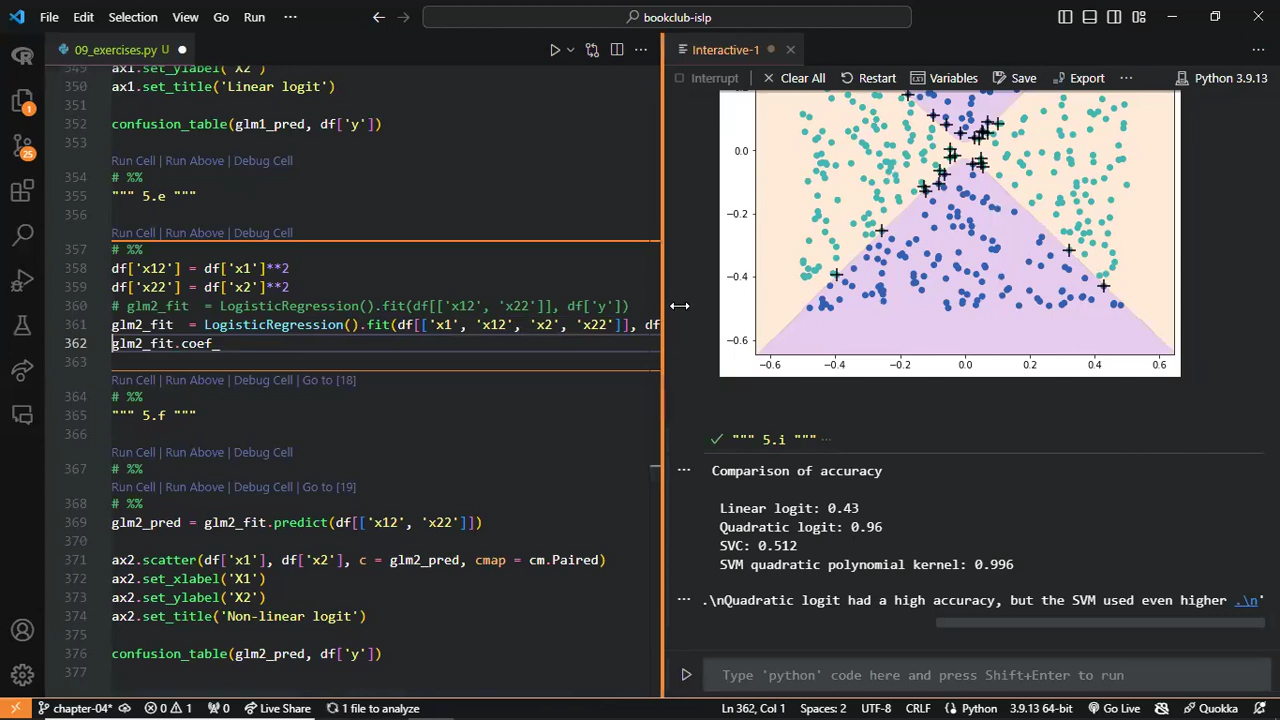 File Edit Selection View Go Run ··· bookclub-islp
09_exercises.py U
349 ax1.set_ylabel('X2')
350 ax1.set_title('Linear logit')
351
352 confusion_table(glm1_pred, df['y'])
353
Run Cell | Run Above | Debug Cell
354 # %%
355 """ 5.e """
356
Run Cell | Run Above | Debug Cell
357 # %%
358 df['x12'] = df['x1']**2
359 df['x22'] = df['x2']**2
360 # glm2_fit  = LogisticRegression().fit(df[['x12', 'x22']], df['y'])
361 glm2_fit  = LogisticRegression().fit(df[['x1', 'x12', 'x2', 'x22']], df
362 glm2_fit.coef_
363
Run Cell | Run Above | Debug Cell | Go to [18]
364 # %%
365 """ 5.f """
366
Run Cell | Run Above | Debug Cell
367 # %%
Run Cell | Run Above | Debug Cell | Go to [19]
368 # %%
369 glm2_pred = glm2_fit.predict(df[['x12', 'x22']])
370
371 ax2.scatter(df['x1'], df['x2'], c = glm2_pred, cmap = cm.Paired)
372 ax2.set_xlabel('X1')
373 ax2.set_ylabel('X2')
374 ax2.set_title('Non-linear logit')
375
376 confusion_table(glm2_pred, df['y'])
377
Interactive-1
Interrupt Clear All Restart Variables Save Export ··· Python 3.9.13
0.0
−0.2
−0.4
−0.6
−0.6 −0.4 −0.2 0.0 0.2 0.4 0.6
""" 5.i """ ···
Comparison of accuracy
Linear logit: 0.43
Quadratic logit: 0.96
SVC: 0.512
SVM quadratic polynomial kernel: 0.996
.\nQuadratic logit had a high accuracy, but the SVM used even higher .\n'
Type 'python' code here and press Shift+Enter to run
1
25
chapter-04* 0 1 0 Live Share 1 file to analyze Ln 362, Col 1 Spaces: 2 UTF-8 CRLF Python 3.9.13 64-bit Go Live Quokka